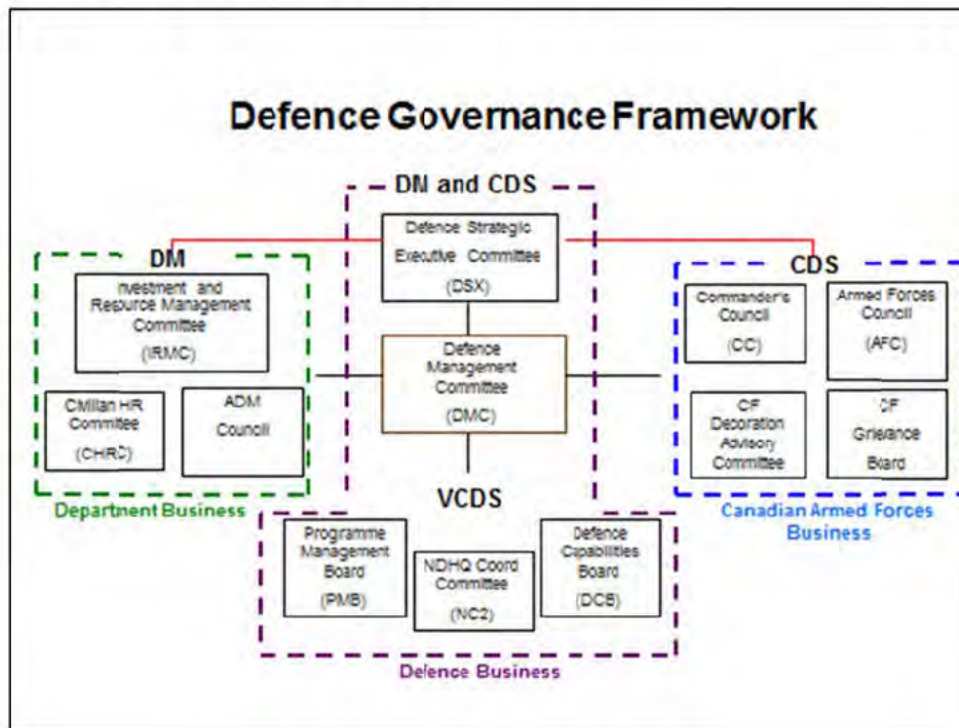 Defence Governance Framework
DM and CDS
Defence Strategic
Executive Committee
(DSX)
DM
Investment and
Resource Management
Committee
(IRMC)
CDS
Commander's
Council
(CC)
Armed Forces
Council
(AFC)
Defence
Management
Committee
(DMC)
Civilian HR
Committee
(CHRC)
ADM
Council
CF
Decoration
Advisory
Committee
CF
Grievance
Board
VCDS
Department Business
Canadian Armed Forces
Business
Programme
Management
Board
(PMB)
NDHQ Coord
Committee
(NC2)
Defence
Capabilities
Board
(DCB)
Defence Business